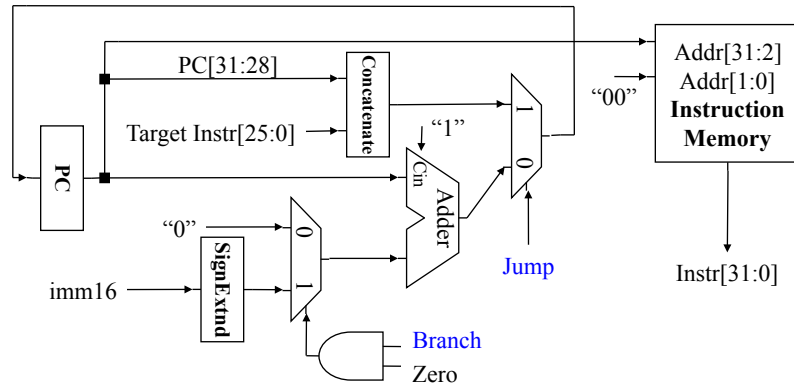 Addr[31:2]
PC[31:28]
Concatenate
Addr[1:0]
“00”
Instruction
Memory
1
Target Instr[25:0]
“1”
PC
0
Cin
Adder
“0”
0
SignExtnd
Jump
Instr[31:0]
imm16
1
Branch
Zero